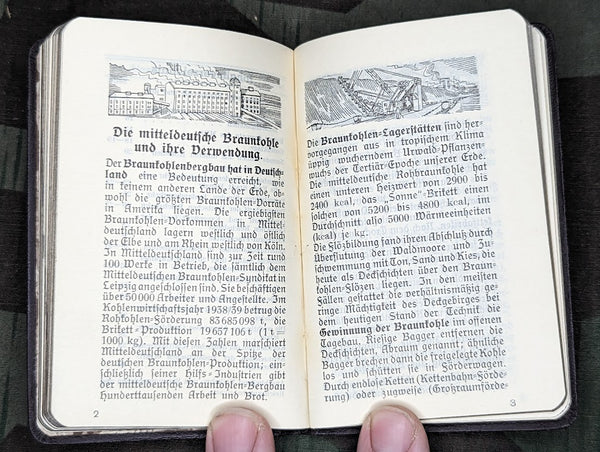 Die mitteldeutsche Braunkohle
und ihre Verwendung.
Der Braunkohlenbergbau hat in Deutsch-
land eine Bedeutung erreicht, wie
in keinem anderen Lande der Erde, ob-
wohl die größten Braunkohlen-Vorräte
in Amerika liegen. Die ergiebigsten
Braunkohlen-Vorkommen in Mittel-
deutschland lagern westlich und östlich
der Elbe und am Rhein westlich von Köln.
In Mitteldeutschland sind zur Zeit rund
100 Werke in Betrieb, die sämtlich dem
Mitteldeutschen Braunkohlen-Syndikat in
Leipzig angeschlossen sind. Sie beschäftigen
über 50000 Arbeiter und Angestellte. Im
Kohlenwirtschaftsjahr 1938/39 betrug die
Rohkohlen-Förderung 83685098 t, die
Brikett-Produktion 19657106 t (1 t =
1000 kg). Mit diesen Zahlen marschiert
Mitteldeutschland an der Spitze der
deutschen Braunkohlen-Produktion; ein-
schließlich seiner Hilfs-Industrien gibt
der mitteldeutsche Braunkohlen-Bergbau
Hunderttausenden Arbeit und Brot.
2
Die Braunkohlen-Lagerstätten sind her-
vorgegangen aus in tropischem Klima
üppig wucherndem Urwald-Pflanzen-
wuchs der Tertiär-Epoche unserer Erde.
Die mitteldeutsche Rohbraunkohle hat
einen unteren Heizwert von 2900 bis
2400 kcal, das „Sonne"-Brikett einen
solchen von 5200 bis 4800 kcal, im
Durchschnitt also 5000 Wärmeeinheiten
(kcal) je kg.
Die Flözbildung fand ihren Abschluß durch
Überflutung der Waldmoore und Zu-
schwemmung mit Ton, Sand und Kies, die
heute als Deckschichten über den Braun-
kohlen-Flözen liegen. In den meisten
Fällen gestattet die verhältnismäßig ge-
ringe Mächtigkeit des Deckgebirges bei
dem heutigen Stand der Technik die
Gewinnung der Braunkohle im offenen
Tagebau. Riesige Bagger entfernen die
Deckschichten, Abraum genannt; ähnliche
Bagger brechen dann die freigelegte Kohle
los und schütten sie in Förderwagen.
Durch endlose Ketten (Kettenbahn-Förde-
rung) oder zugweise (Großraumförde-
3